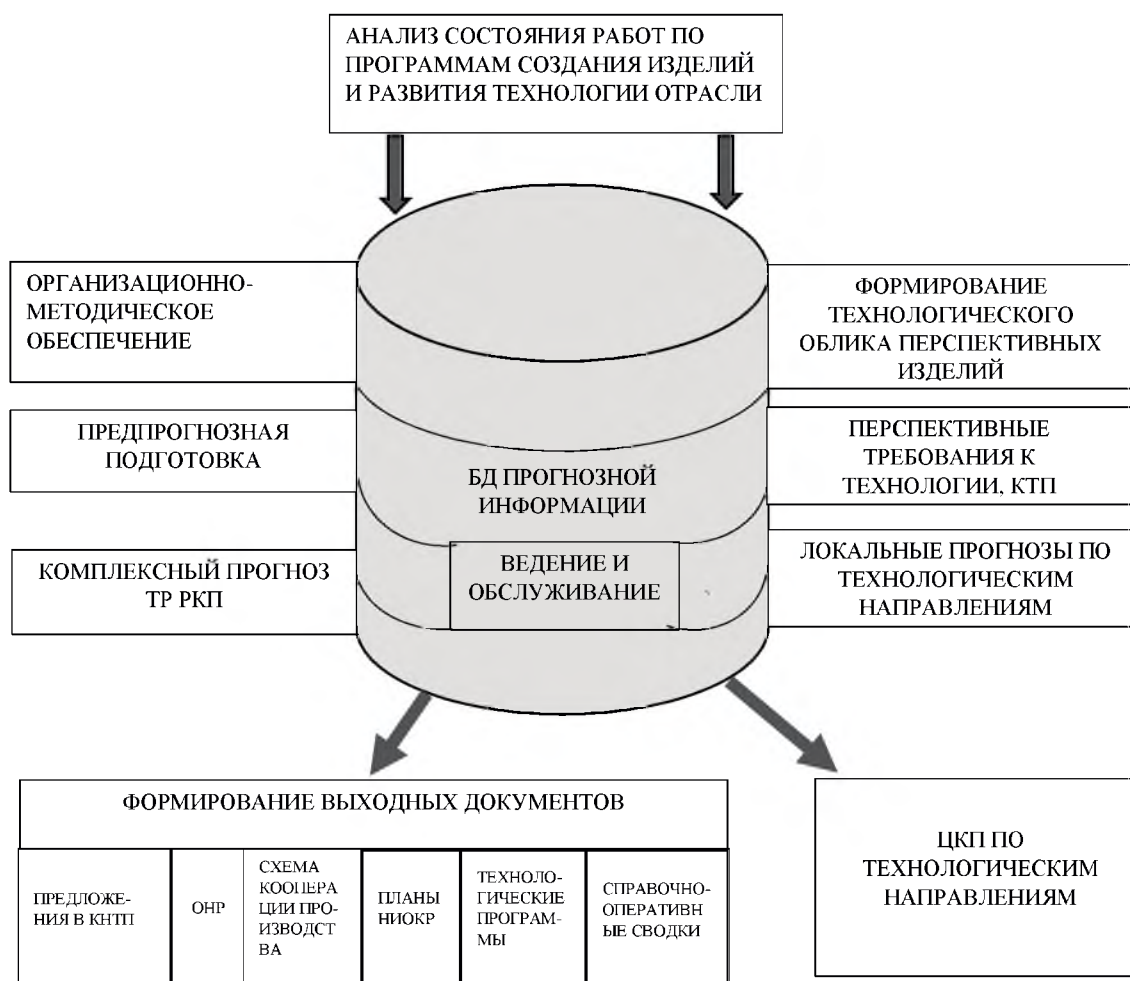 АНАЛИЗ СОСТОЯНИЯ РАБОТ ПО
ПРОГРАММАМ СОЗДАНИЯ ИЗДЕЛИЙ
И РАЗВИТИЯ ТЕХНОЛОГИИ ОТРАСЛИ
ОРГАНИЗАЦИОННО-
МЕТОДИЧЕСКОЕ
ОБЕСПЕЧЕНИЕ
ПРЕДПРОГНОЗНАЯ
ПОДГОТОВКА
КОМПЛЕКСНЫЙ ПРОГНОЗ
ТР РКП
БД ПРОГНОЗНОЙ
ИНФОРМАЦИИ
ВЕДЕНИЕ И
ОБСЛУЖИВАНИЕ
ФОРМИРОВАНИЕ
ТЕХНОЛОГИЧЕСКОГО
ОБЛИКА ПЕРСПЕКТИВНЫХ
ИЗДЕЛИЙ
ПЕРСПЕКТИВНЫЕ
ТРЕБОВАНИЯ К
ТЕХНОЛОГИИ, КТП
ЛОКАЛЬНЫЕ ПРОГНОЗЫ ПО
ТЕХНОЛОГИЧЕСКИМ
НАПРАВЛЕНИЯМ
ФОРМИРОВАНИЕ ВЫХОДНЫХ ДОКУМЕНТОВ
ПРЕДЛОЖЕ-
НИЯ В КНТП
ОНР
СХЕМА
КООПЕРА
ЦИИ ПРО-
ИЗВОДСТ
ВА
ПЛАНЫ
НИОКР
ТЕХНОЛО-
ГИЧЕСКИЕ
ПРОГРАМ-
МЫ
СПРАВОЧНО-
ОПЕРАТИВН
ЫЕ СВОДКИ
ЦКП ПО
ТЕХНОЛОГИЧЕСКИМ
НАПРАВЛЕНИЯМ